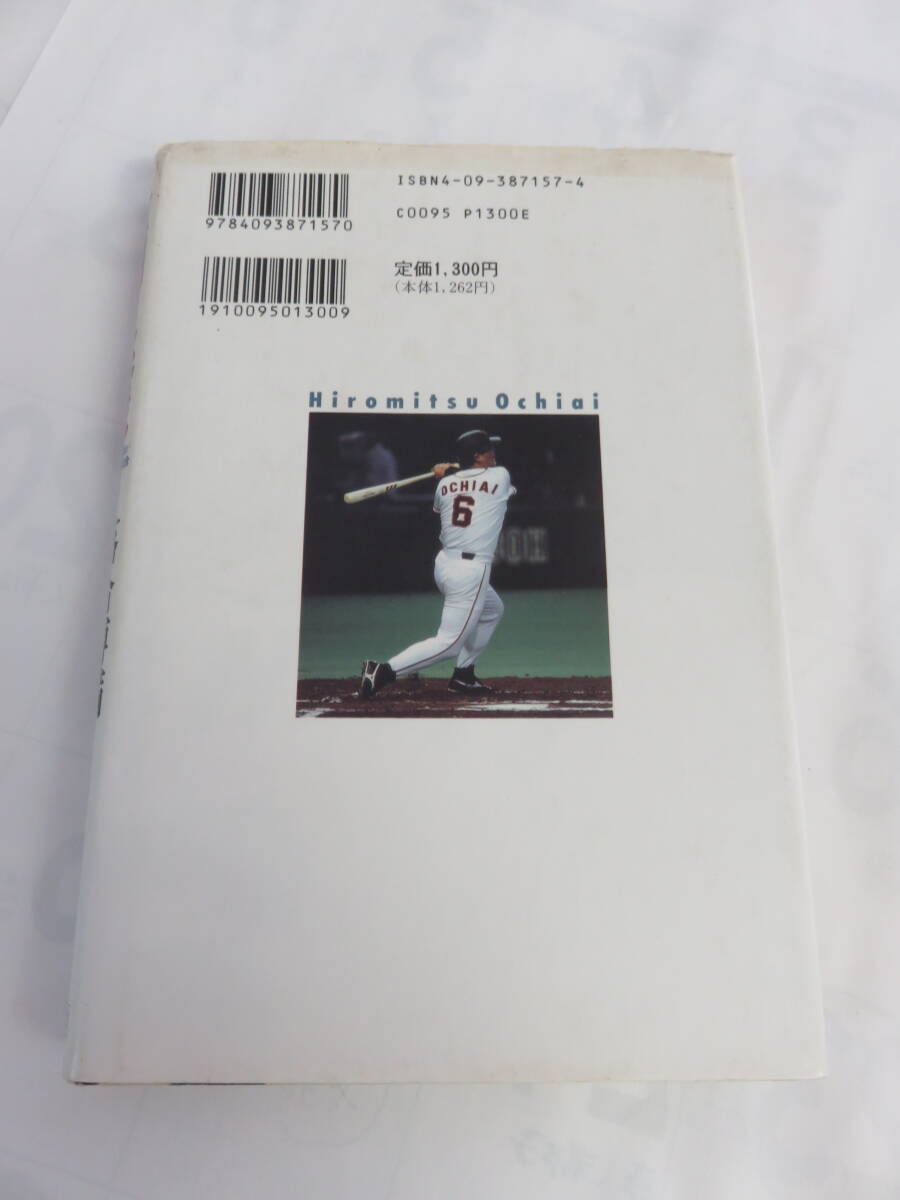 ISBN4-09-387157-4
9784093871570
C0095 P1300E
定価1,300円
(本体1,262円)
1910095013009
Hiromitsu Ochiai
OCHIAI
6